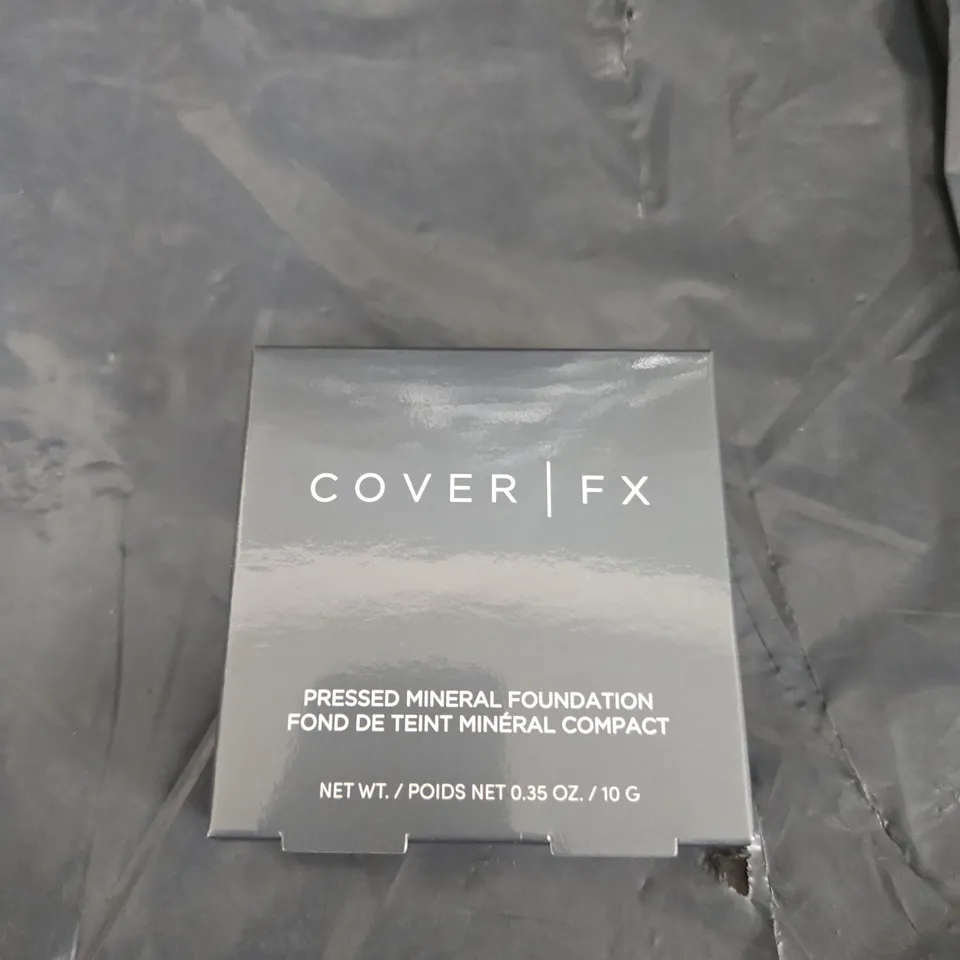 COVER | FX
PRESSED MINERAL FOUNDATION
FOND DE TEINT MINÉRAL COMPACT
NET WT. / POIDS NET 0.35 OZ. / 10 G